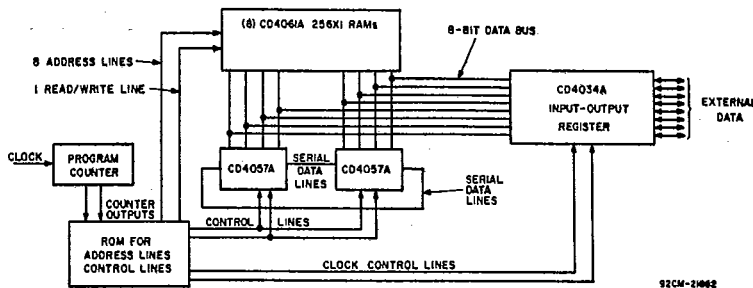 (8) CD4061A 256X1 RAMs
8-BIT DATA BUS
8 ADDRESS LINES
1 READ/WRITE LINE
CD4034A
INPUT-OUTPUT
REGISTER
EXTERNAL
DATA
CLOCK
PROGRAM
COUNTER
CD4057A
SERIAL
DATA
LINES
CD4057A
SERIAL
DATA
LINES
COUNTER
OUTPUTS
CONTROL LINES
ROM FOR
ADDRESS LINES
CONTROL LINES
CLOCK CONTROL LINES
92CM-21862